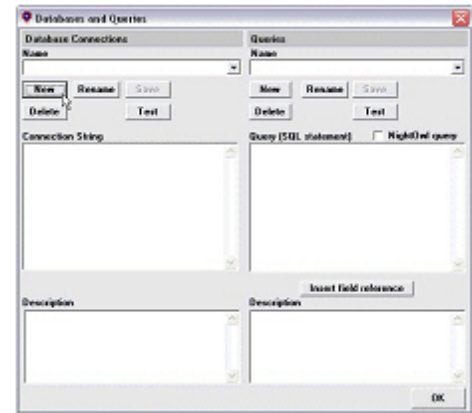 Databases and Queries
Database Connections
Name
New Rename Save
Delete Test
Connection String
Description
Queries
Name
New Rename Save
Delete Test
Query (SQL statement) NightOwl query
Insert field reference
Description
OK